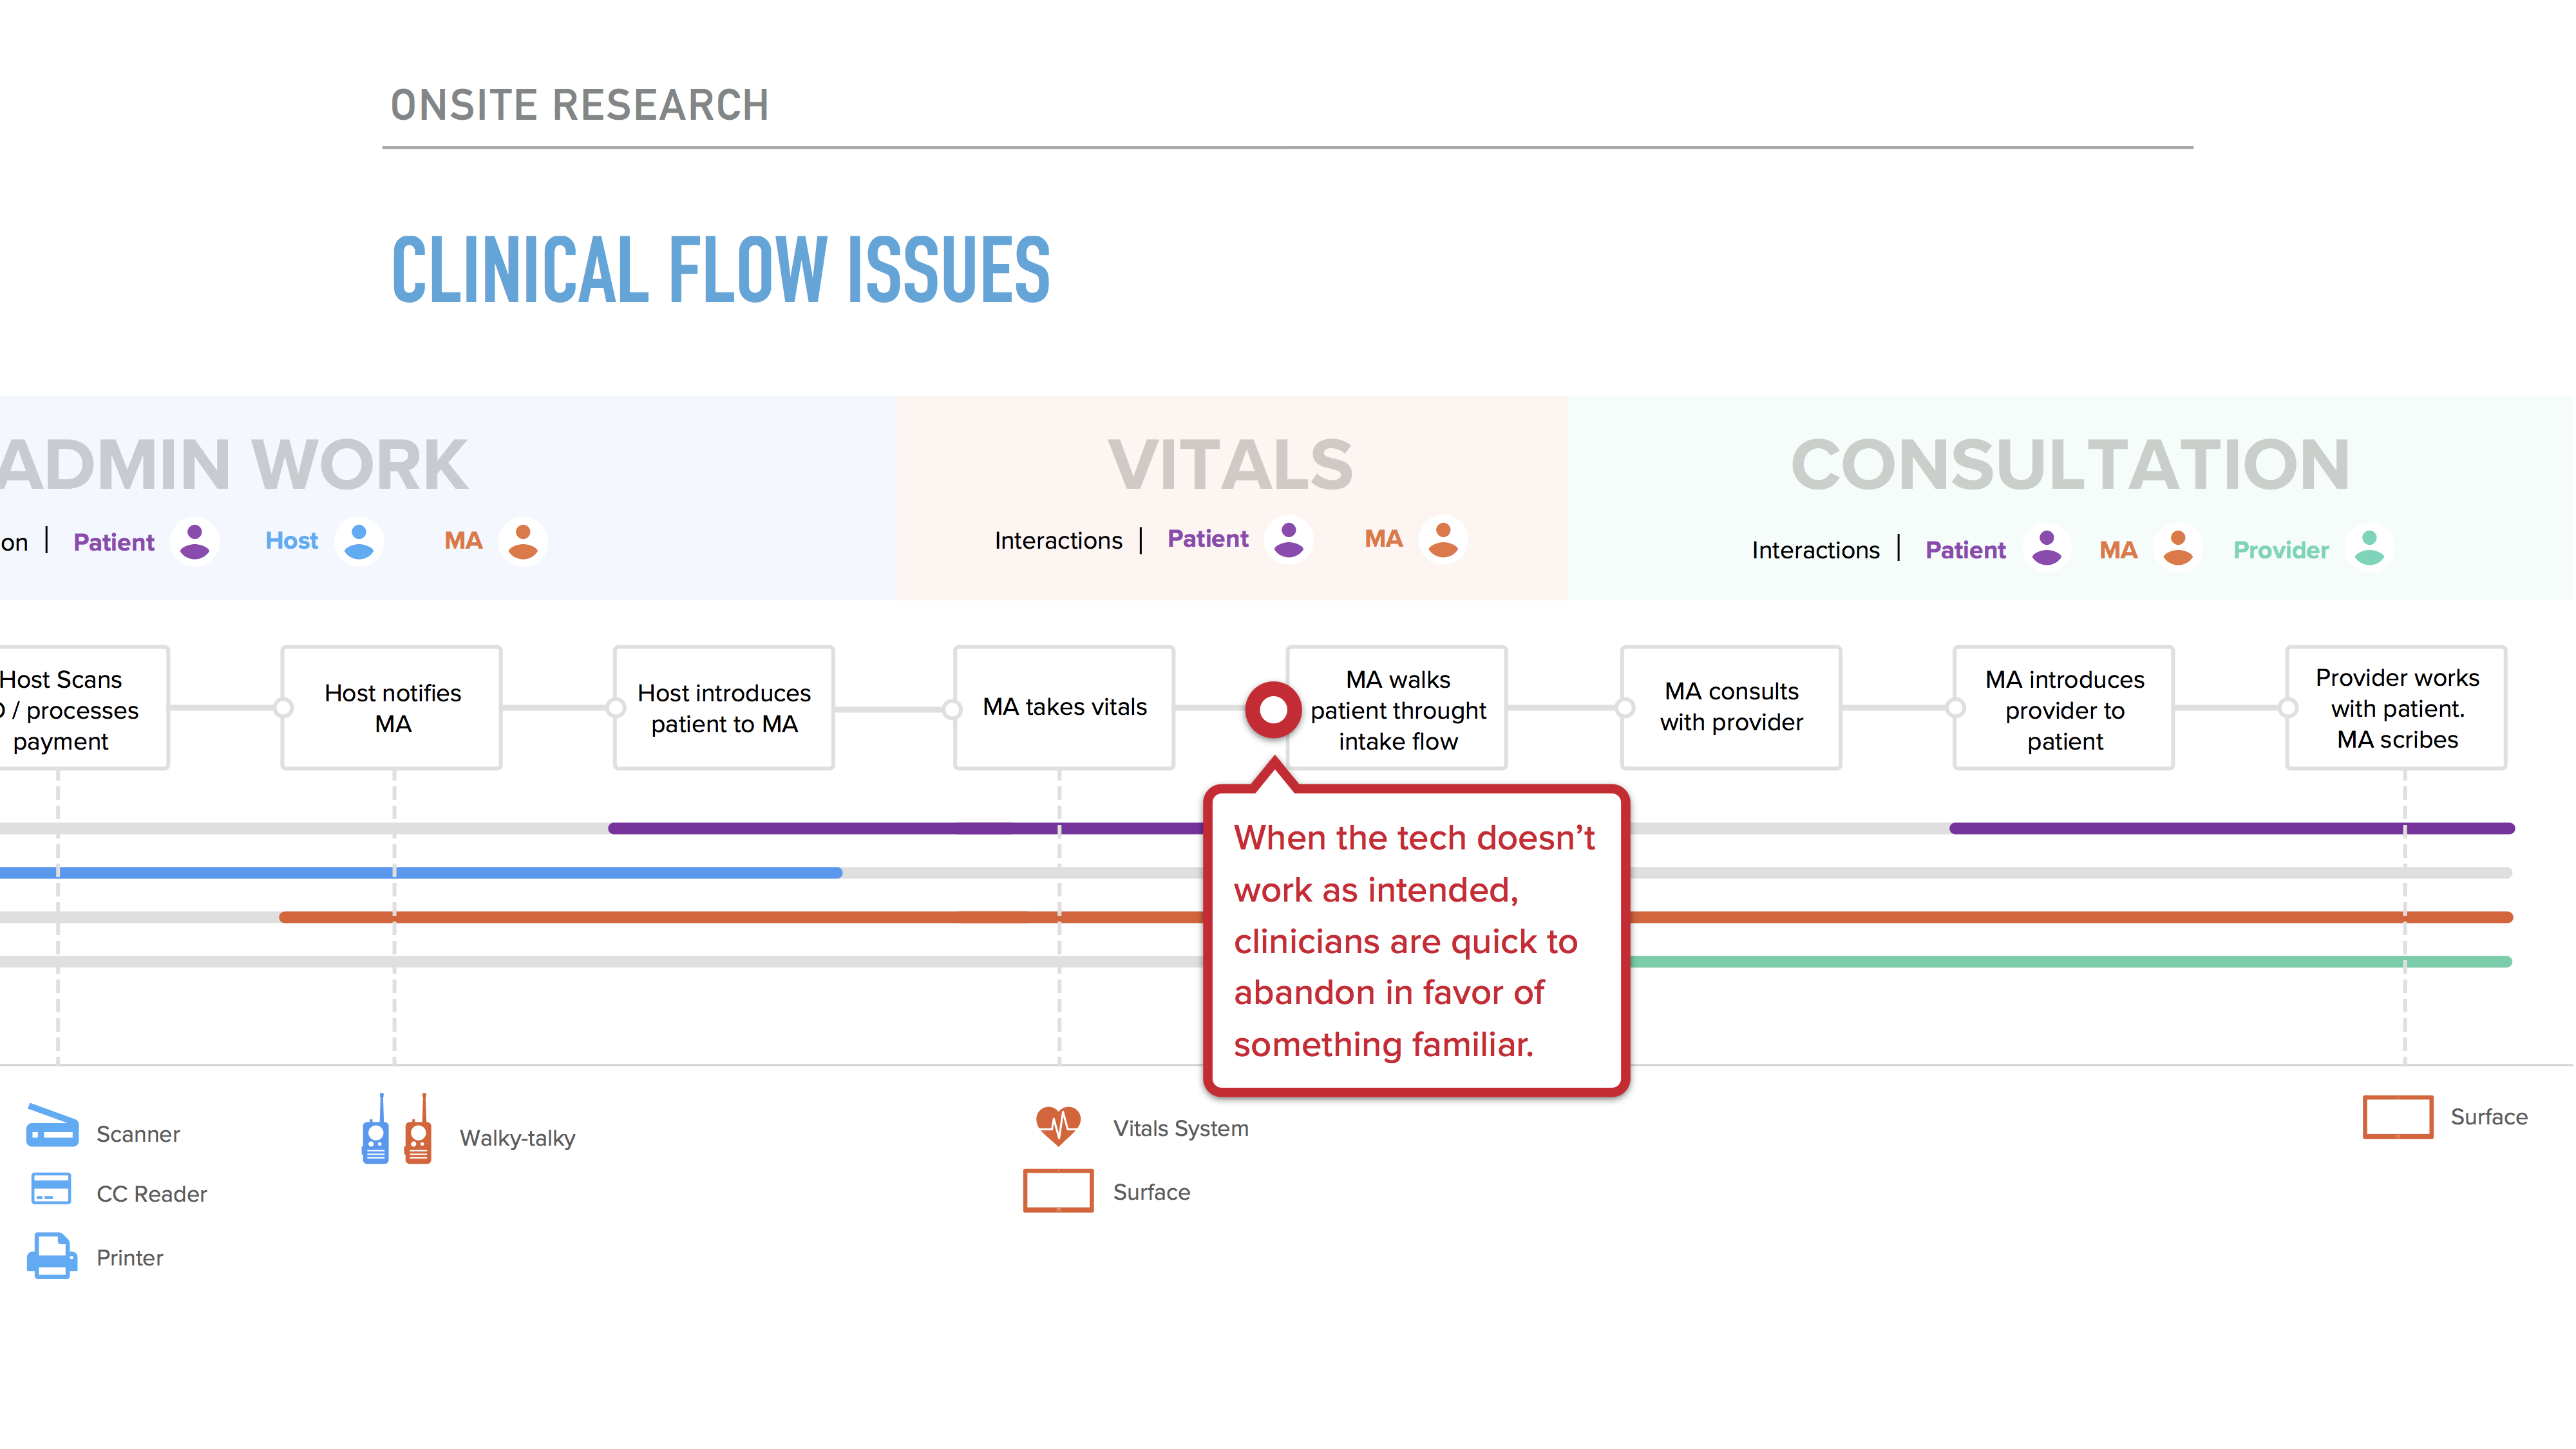 ONSITE RESEARCH
CLINICAL FLOW ISSUES
ADMIN WORK
on | Patient Host MA
VITALS
Interactions | Patient MA
CONSULTATION
Interactions | Patient MA Provider
Host Scans
/ processes
payment
Host notifies
MA
Host introduces
patient to MA
MA takes vitals
MA walks
patient throught
intake flow
MA consults
with provider
MA introduces
provider to
patient
Provider works
with patient.
MA scribes
When the tech doesn’t
work as intended,
clinicians are quick to
abandon in favor of
something familiar.
Scanner
CC Reader
Printer
Walky-talky
Vitals System
Surface
Surface